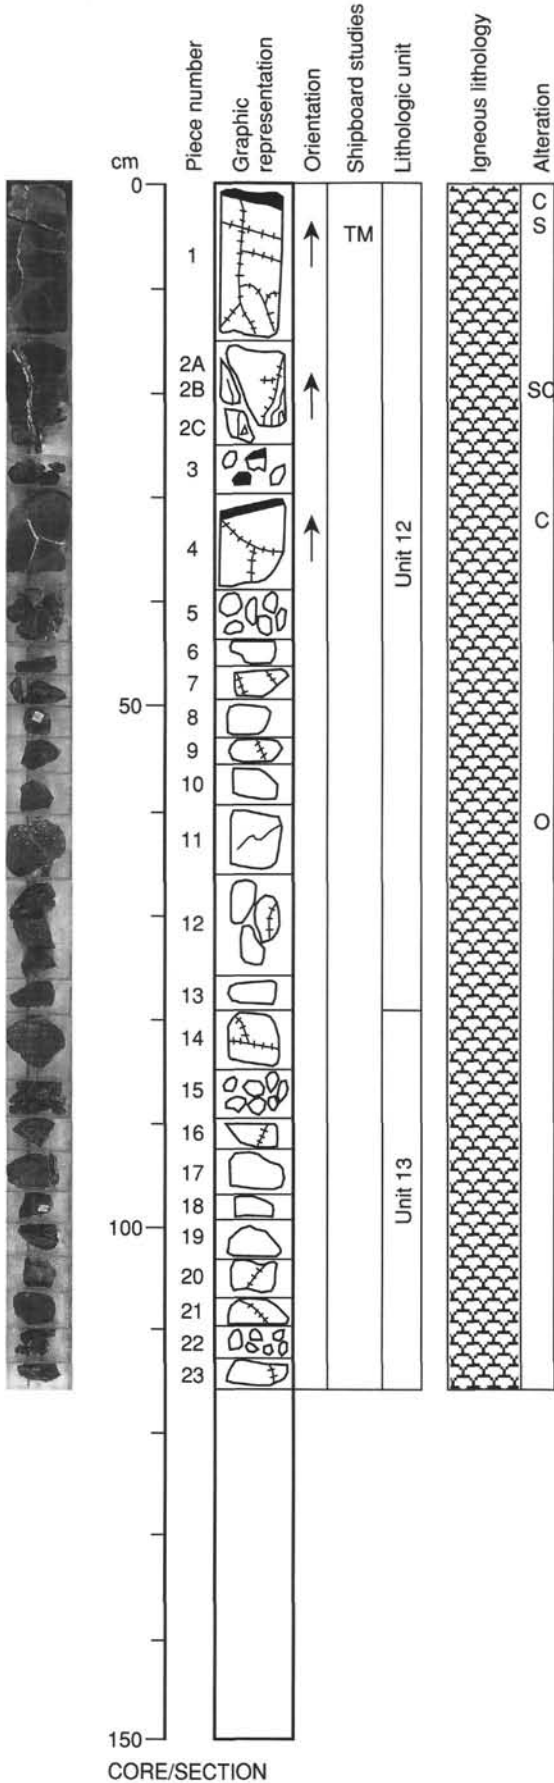 cm
Piece number
Graphic
representation
Orientation
Shipboard studies
Lithologic unit
Igneous lithology
Alteration
0
50
100
150
1
2A
2B
2C
3
4
5
6
7
8
9
10
11
12
13
14
15
16
17
18
19
20
21
22
23
TM
Unit 12
Unit 13
C
S
SC
C
O
CORE/SECTION